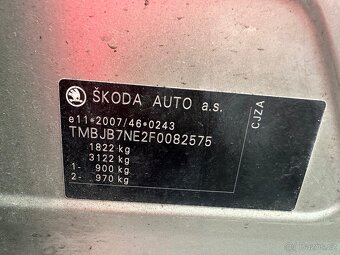 ŠKODA AUTO a.s.
e11*2007/46*0243
TMBJB7NE2F0082575
1822 kg
3122 kg
1- 900 kg
2- 970 kg
CJZA